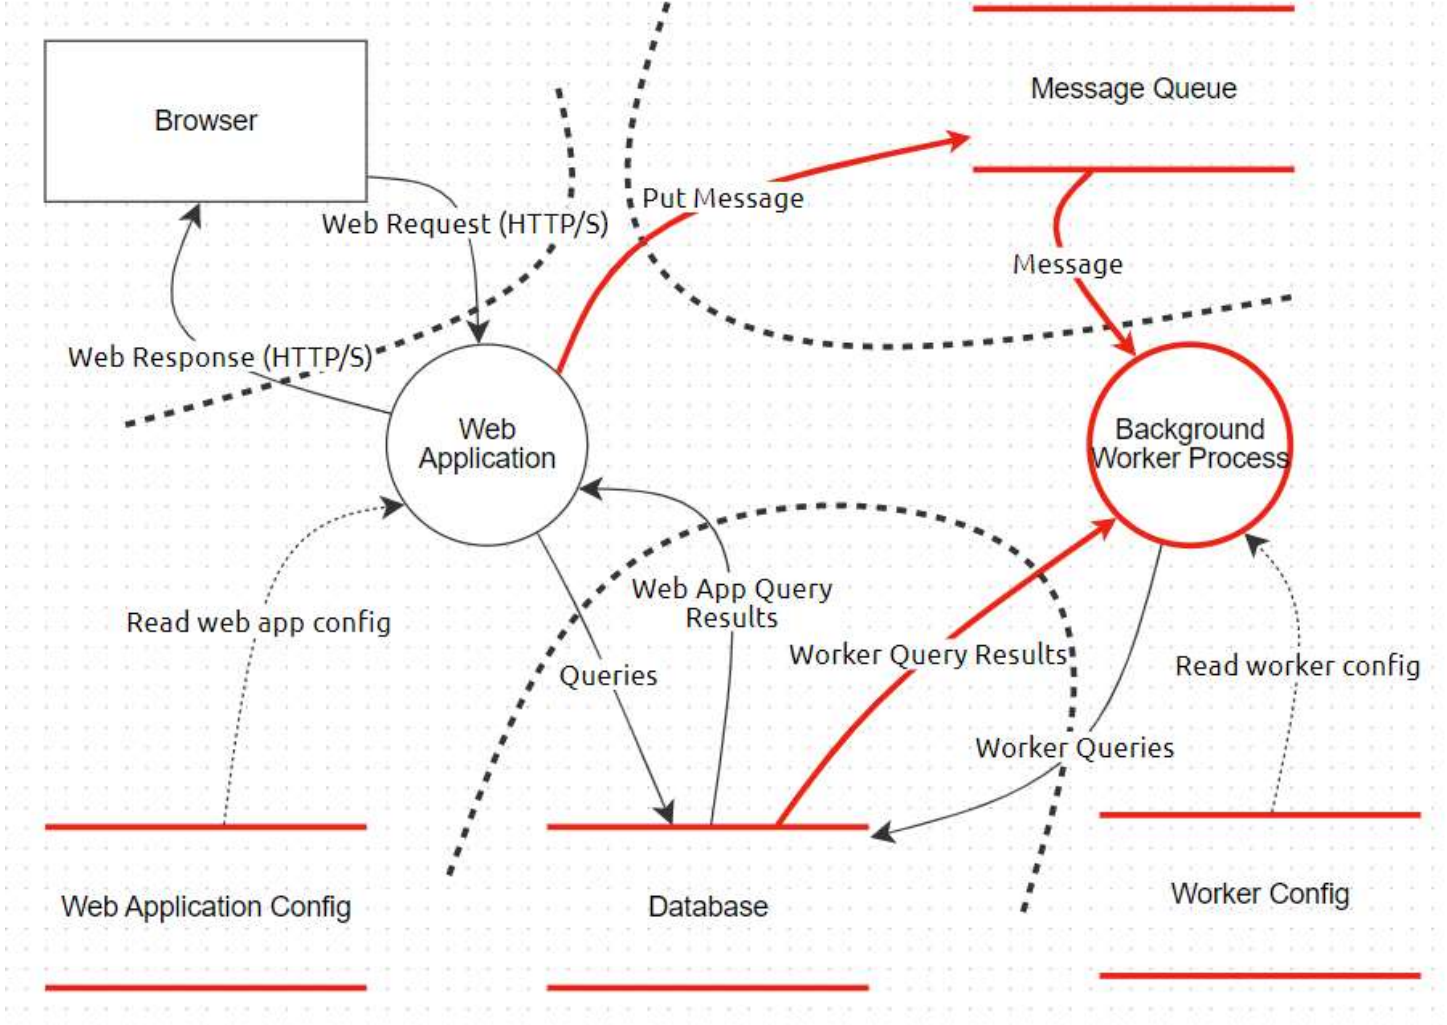 Message Queue
Browser
Put Message
Web Request (HTTP/S)
Message
Web Response (HTTP/S)
Web
Application
Background
Worker Process
Web App Query
Results
Read web app config
Worker Query Results
Read worker config
Queries
Worker Queries
Web Application Config
Database
Worker Config